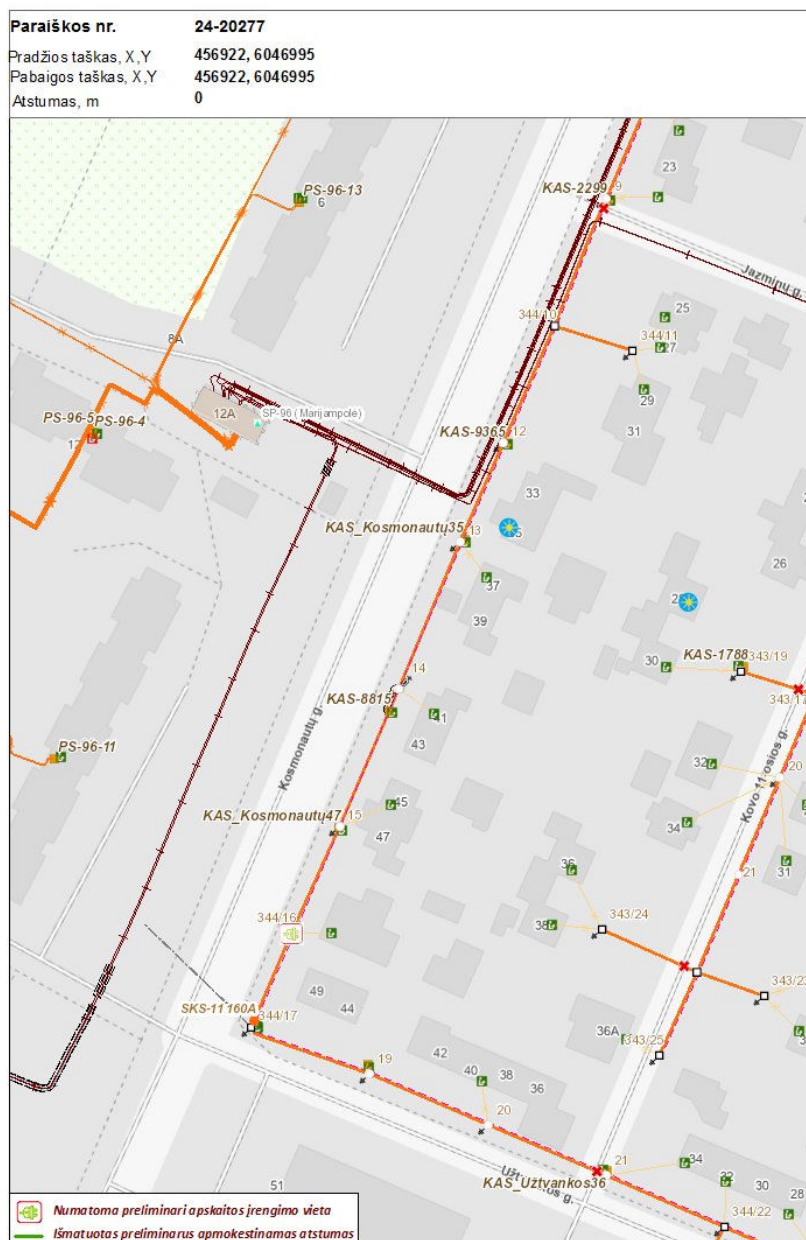 Paraiškos nr. 24-20277
Pradžios taškas, X,Y 456922, 6046995
Pabaigos taškas, X,Y 456922, 6046995
Atstumas, m 0
23
PS-96-13
6
KAS-2299
9
Jazminų g.
344/10
25
344/11
27
8A
29
12A
SP-96 (Marijampolė)
31
PS-96-5
PS-96-4
KAS-9365
12
33
KAS_Kosmonautų35
13
37
26
39
KAS-1788
343/19
30
14
KAS-8815
41
343/17
43
Kosmonautų g.
PS-96-11
32
20
Kovo 11-osios g.
45
KAS_Kosmonautų47
15
34
47
31
36
21
344/16
38
343/24
343/23
49
44
SKS-11160A
344/17
36A
343/25
42
19
40
38
36
20
34
21
KAS_Užtvankos36
32
30
51
Užtvankos g.
28
344/22
Numatoma preliminari apskaitos įrengimo vieta
Išmatuotas preliminarus apmokestinamas atstumas